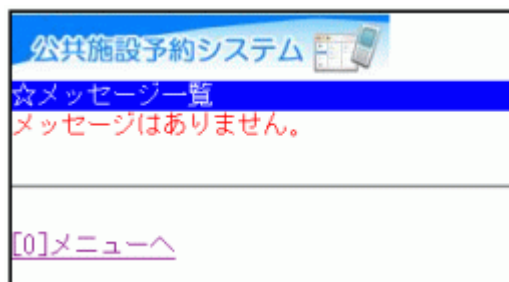 公共施設予約システム
☆メッセージ一覧
メッセージはありません。
[0]メニューへ